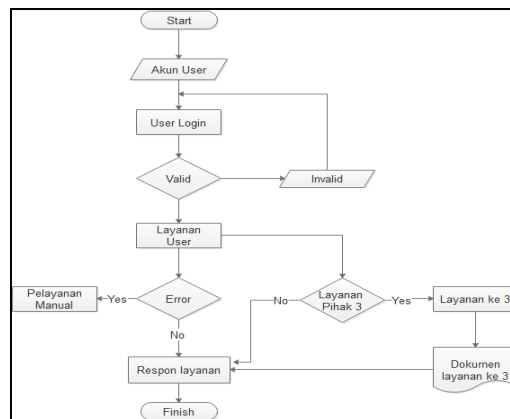 Start
Akun User
User Login
Valid
Invalid
Layanan
User
Pelayanan
Manual
Yes
Error
No
Layanan
Pihak 3
Yes
Layanan ke 3
No
Respon layanan
Dokumen
layanan ke 3
Finish